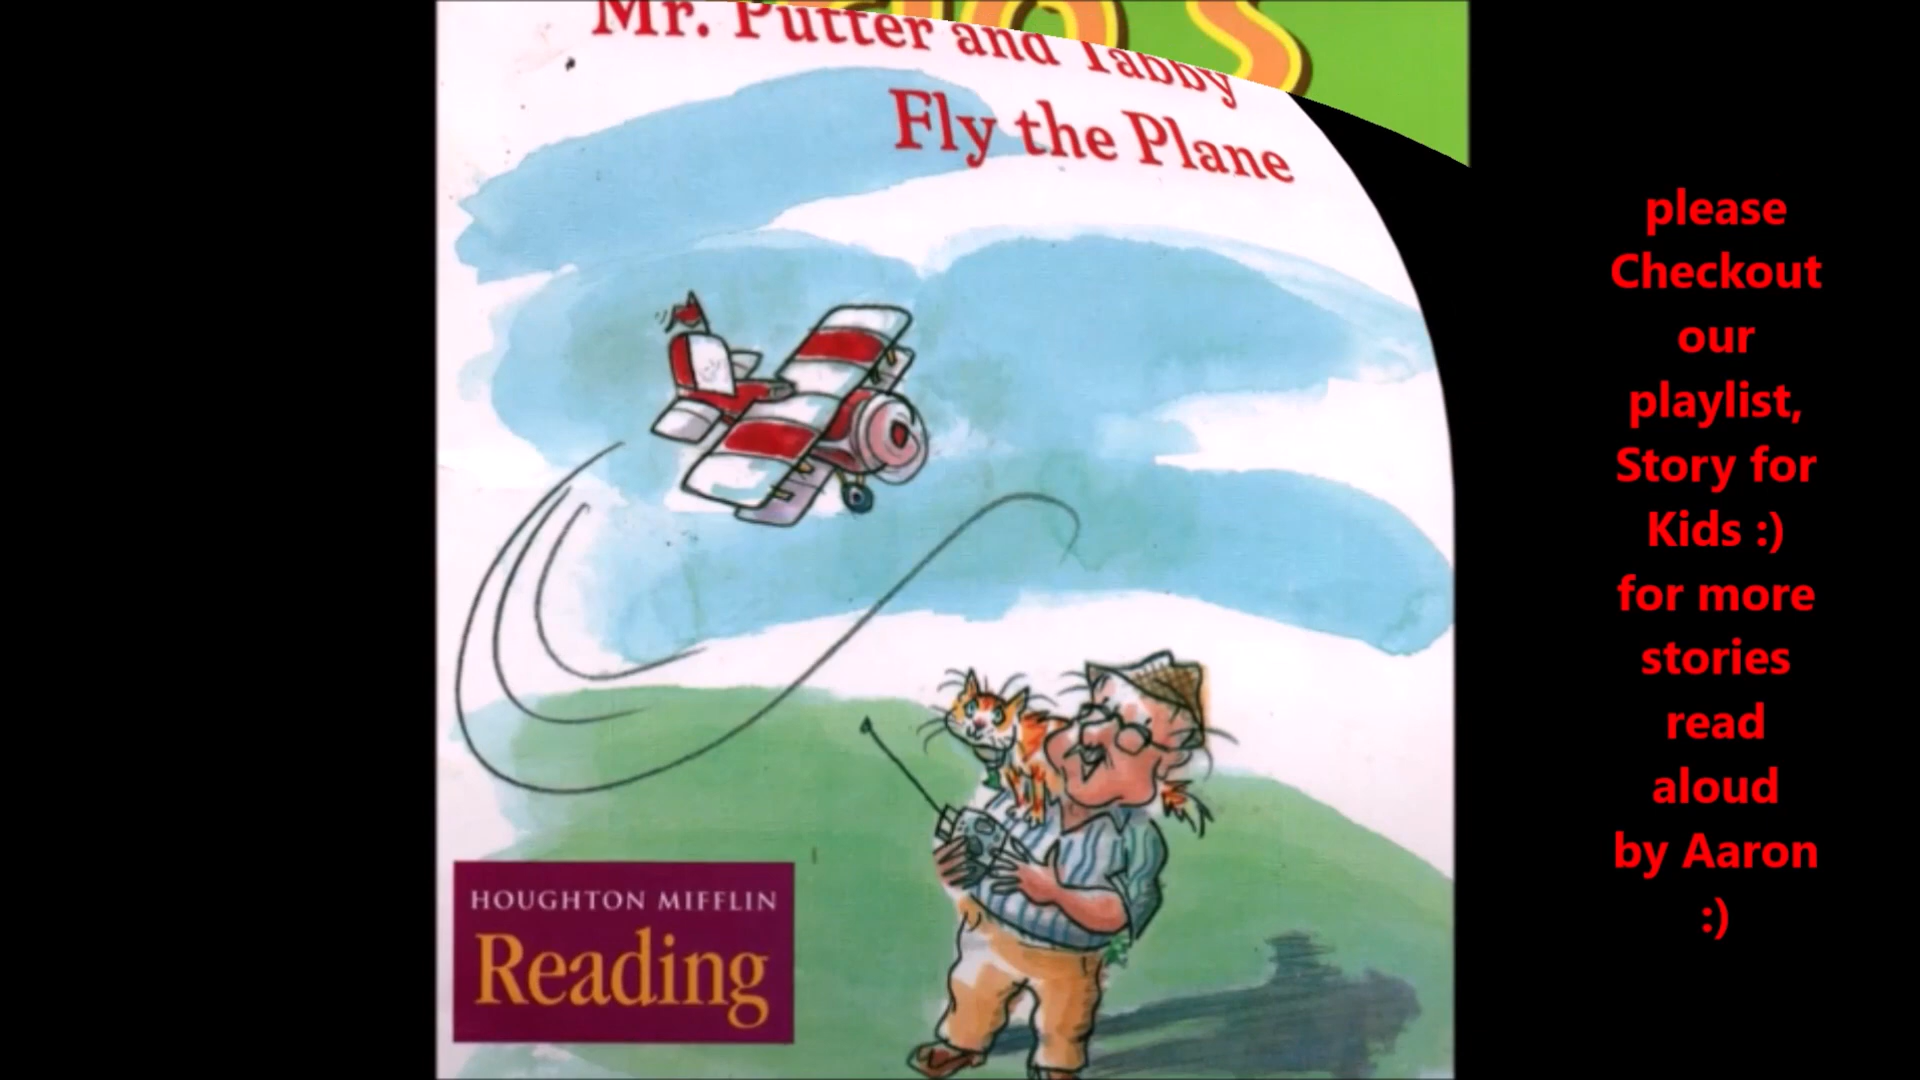 Mr. Putter and Tabby
Fly the Plane
please
Checkout
our
playlist,
Story for
Kids :)
for more
stories
read
aloud
by Aaron
:)
HOUGHTON MIFFLIN
Reading